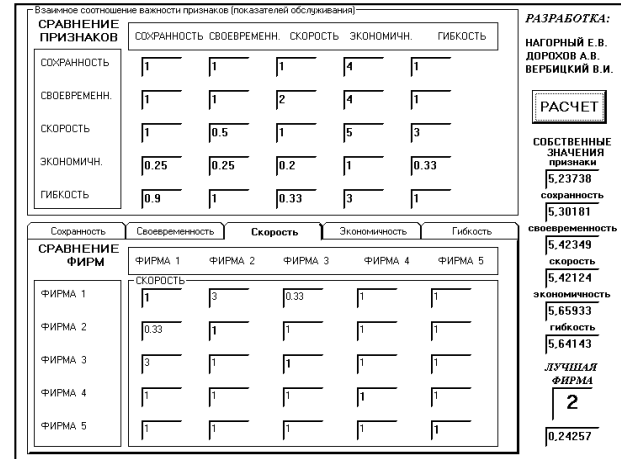 Взаимное соотношение важности признаков (показателей обслуживания)
СРАВНЕНИЕ ПРИЗНАКОВ СОХРАННОСТЬ СВОЕВРЕМЕНН. СКОРОСТЬ ЭКОНОМИЧН. ГИБКОСТЬ
СОХРАННОСТЬ 1 1 1 4 1
СВОЕВРЕМЕНН. 1 1 2 4 1
СКОРОСТЬ 1 0.5 1 5 3
ЭКОНОМИЧН. 0.25 0.25 0.2 1 0.33
ГИБКОСТЬ 0.9 1 0.33 3 1
Сохранность Своевременность Скорость Экономичность Гибкость
СРАВНЕНИЕ ФИРМ ФИРМА 1 ФИРМА 2 ФИРМА 3 ФИРМА 4 ФИРМА 5
СКОРОСТЬ
ФИРМА 1 1 3 0.33 1 1
ФИРМА 2 0.33 1 1 1 1
ФИРМА 3 3 1 1 1 1
ФИРМА 4 1 1 1 1 1
ФИРМА 5 1 1 1 1 1
РАЗРАБОТКА:
НАГОРНЫЙ Е.В.
ДОРОХОВ А.В.
ВЕРБИЦКИЙ В.И.
РАСЧЕТ
СОБСТВЕННЫЕ
ЗНАЧЕНИЯ
признаки
5,23738
сохранность
5,30181
своевременность
5,42349
скорость
5,42124
экономичность
5,65933
гибкость
5,64143
ЛУЧШАЯ
ФИРМА
2
0,24257